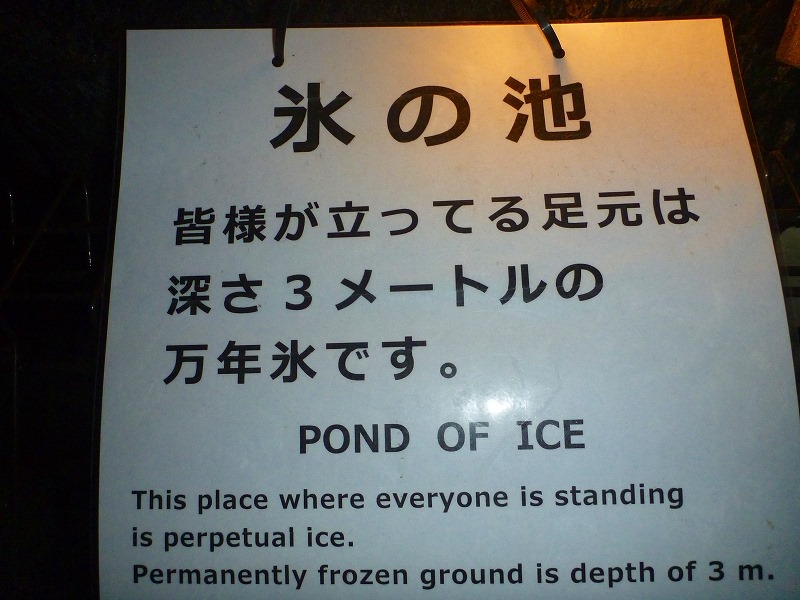 氷の池
皆様が立ってる足元は
深さ３メートルの
万年氷です。
POND OF ICE
This place where everyone is standing
is perpetual ice.
Permanently frozen ground is depth of 3 m.